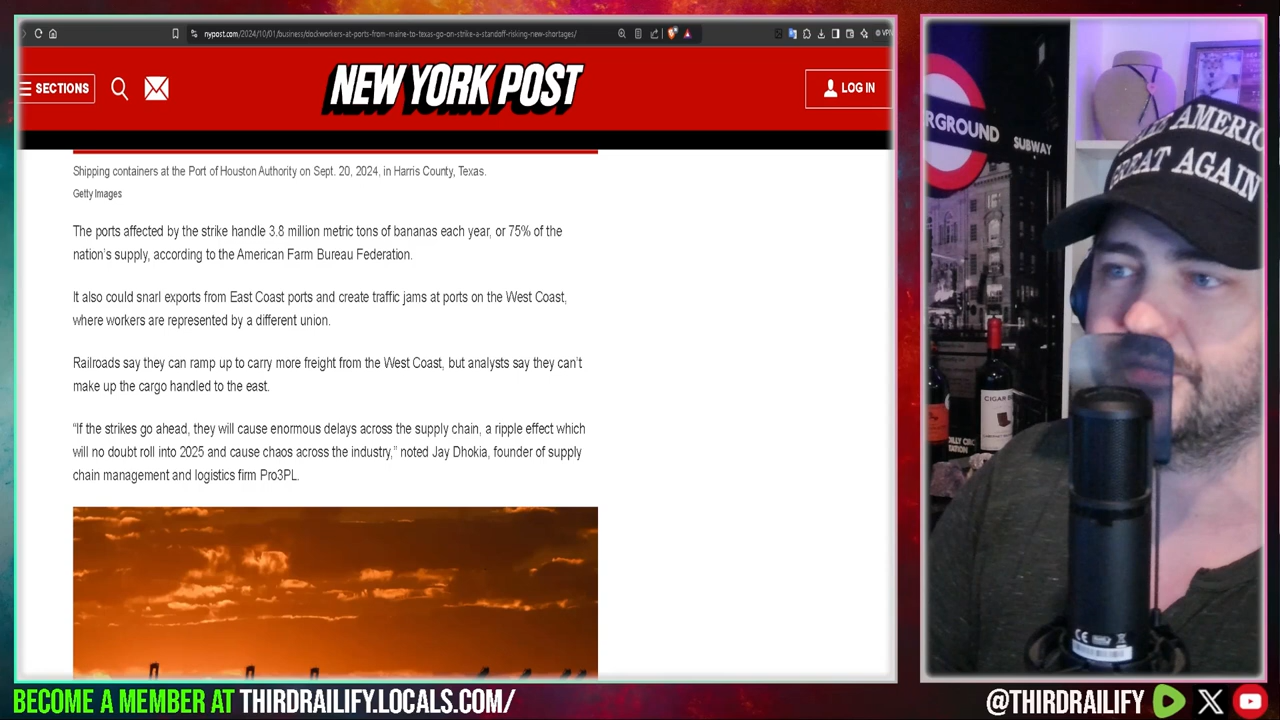 nypost.com/2024/10/01/business/dockworkers-at-ports-from-maine-to-texas-go-on-strike-a-standoff-risking-new-shortages/
VPN
SECTIONS
NEW YORK POST
LOG IN
Shipping containers at the Port of Houston Authority on Sept. 20, 2024, in Harris County, Texas.
Getty Images
The ports affected by the strike handle 3.8 million metric tons of bananas each year, or 75% of the
nation's supply, according to the American Farm Bureau Federation.
It also could snarl exports from East Coast ports and create traffic jams at ports on the West Coast,
where workers are represented by a different union.
Railroads say they can ramp up to carry more freight from the West Coast, but analysts say they can't
make up the cargo handled to the east.
“If the strikes go ahead, they will cause enormous delays across the supply chain, a ripple effect which
will no doubt roll into 2025 and cause chaos across the industry,” noted Jay Dhokia, founder of supply
chain management and logistics firm Pro3PL.
RGROUND
SUBWAY
AMERIC
GREAT AGAIN
CIGAR
CE
BECOME A MEMBER AT THIRDRAILIFY.LOCALS.COM/
@THIRDRAILIFY